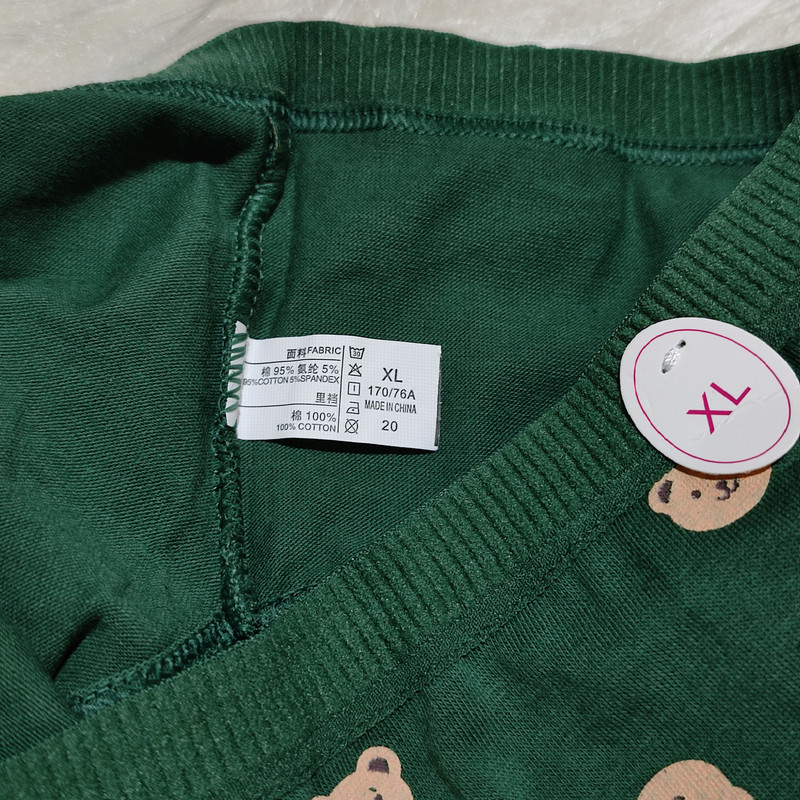 面料FABRIC
棉 95% 氨纶 5%
95%COTTON 5%SPANDEX
里裆
棉 100%
100% COTTON
30
XL
170/76A
MADE IN CHINA
20
XL